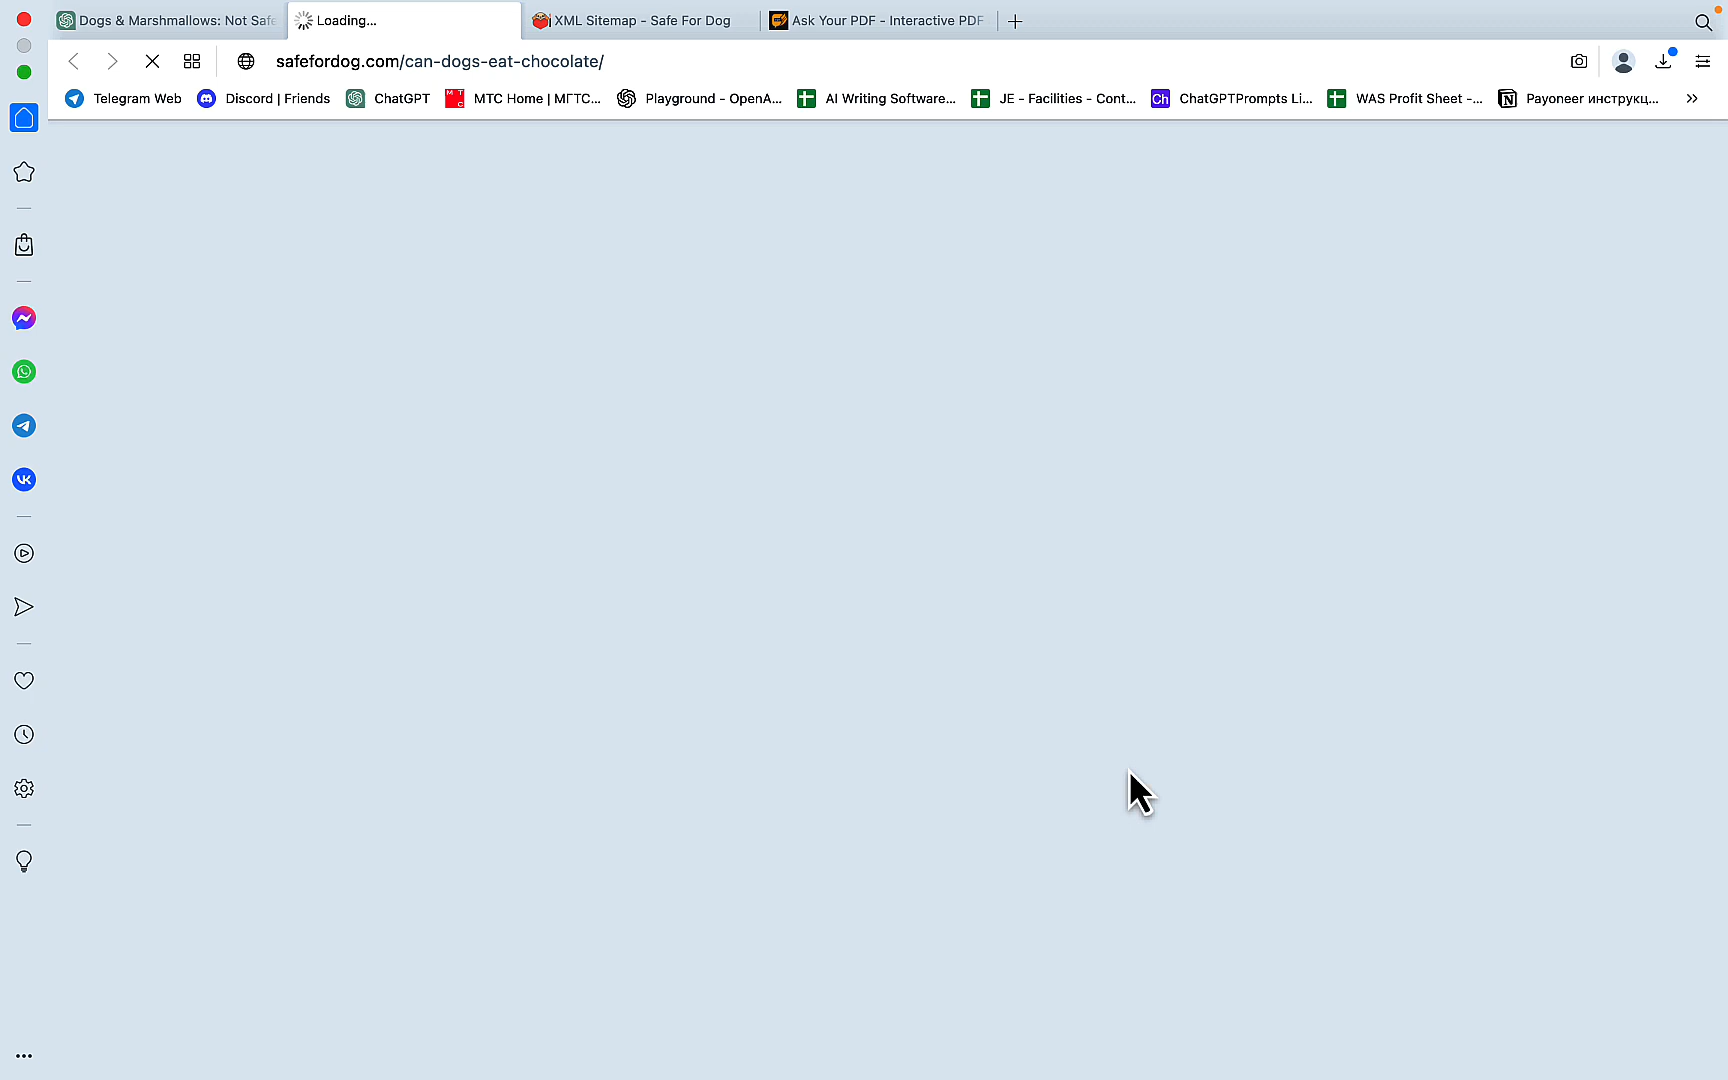 Dogs & Marshmallows: Not Safe
Loading...
XML Sitemap - Safe For Dog
Ask Your PDF - Interactive PDF
safefordog.com/can-dogs-eat-chocolate/
Telegram Web
Discord | Friends
ChatGPT
МТС Home | МГТС...
Playground - OpenA...
AI Writing Software...
JE - Facilities - Cont...
Ch
ChatGPTPrompts Li...
WAS Profit Sheet -...
Payoneer инструкц...